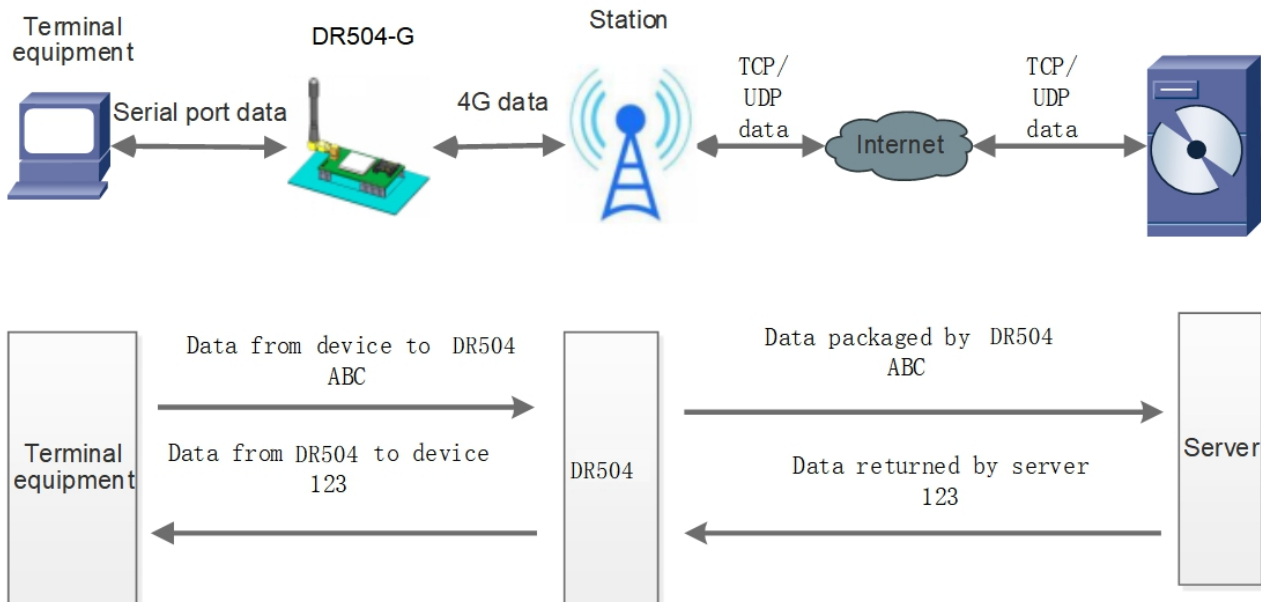 Terminal
equipment
DR504-G
Station
Serial port data
4G data
TCP/
UDP
data
Internet
TCP/
UDP
data
Data from device to DR504
ABC
Data packaged by DR504
ABC
Terminal
equipment
Data from DR504 to device
123
DR504
Data returned by server
123
Server